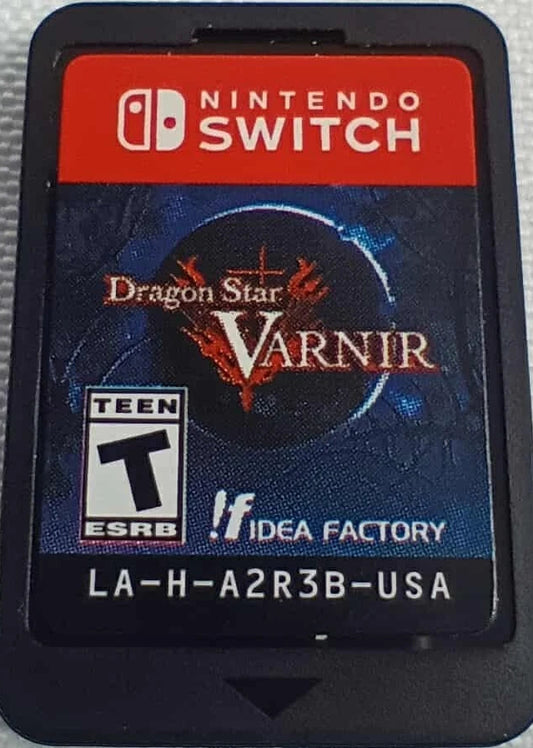 NINTENDO
SWITCH
Dragon Star
VARNIR
TEEN
T
ESRB
!f IDEA FACTORY
LA-H-A2R3B-USA